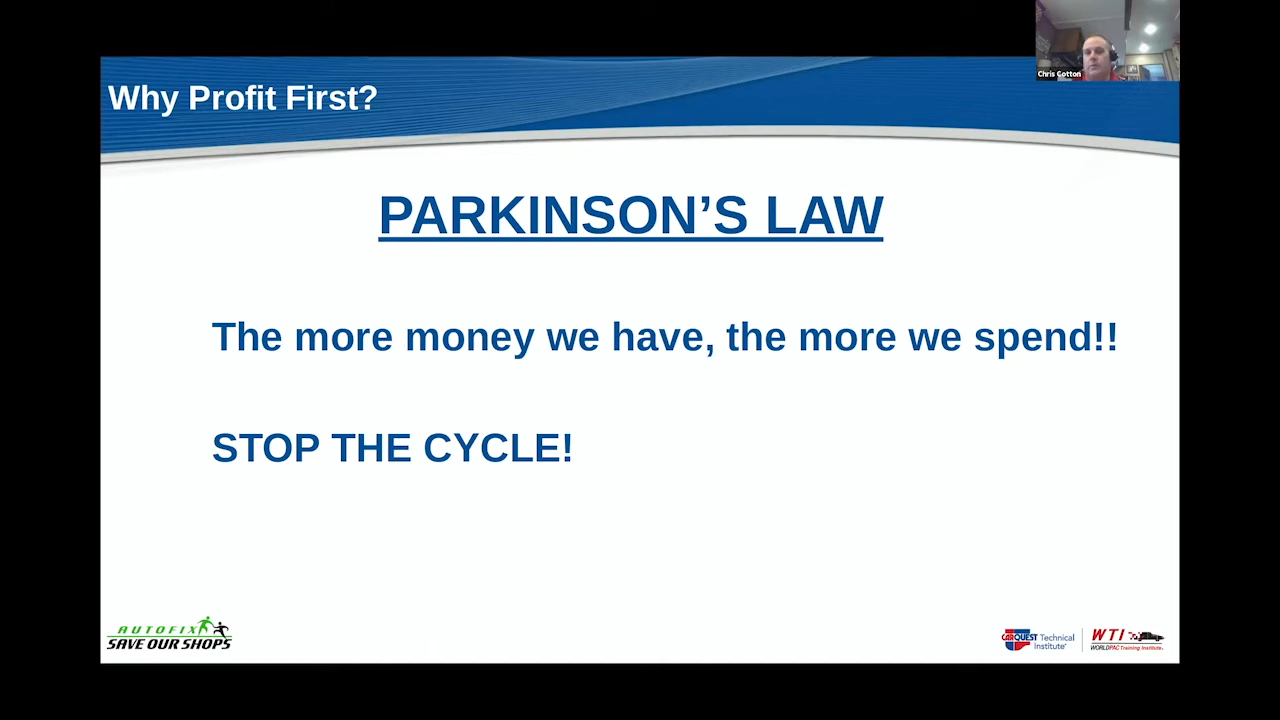 Chris Cotton
Why Profit First?
PARKINSON’S LAW
The more money we have, the more we spend!!
STOP THE CYCLE!
AUTOFIX
SAVE OUR SHOPS
CARQUEST Technical
Institute
WTI
WORLDPAC Training Institute.